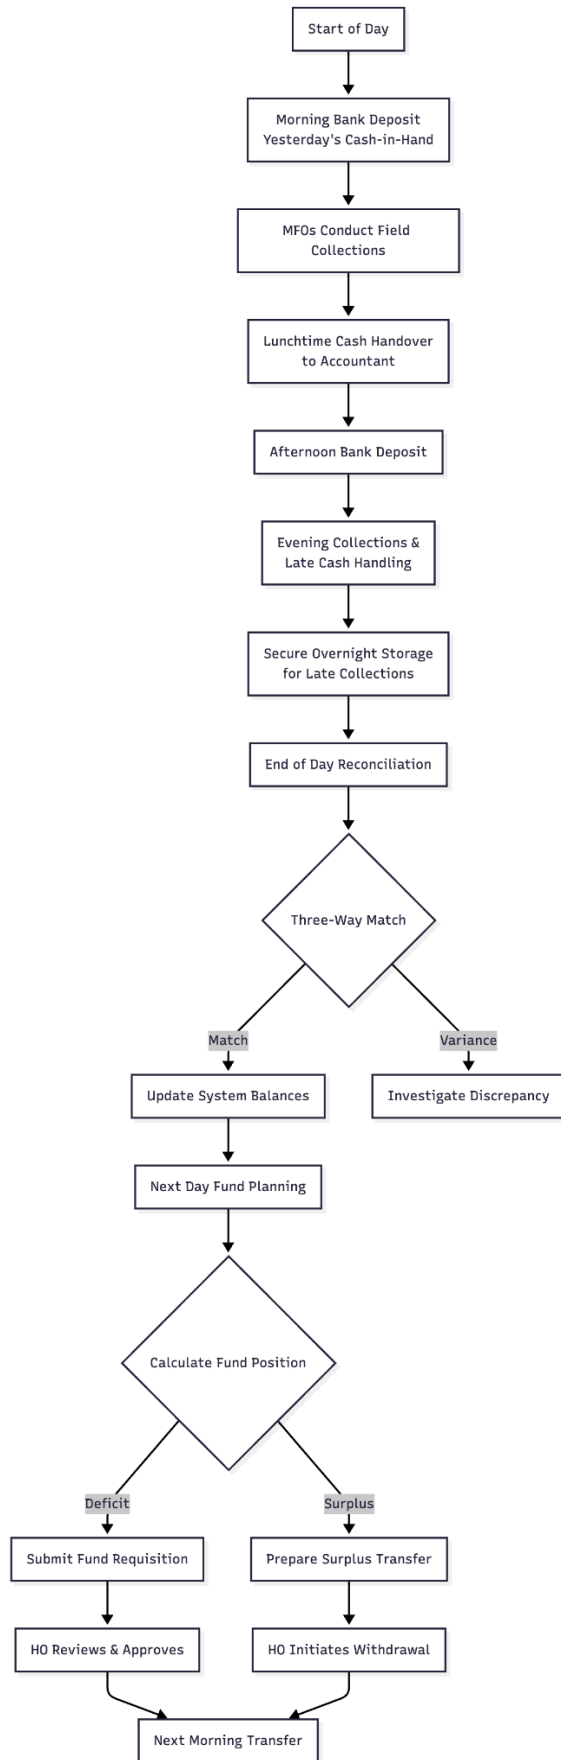 Start of Day
Morning Bank Deposit
Yesterday's Cash-in-Hand
MFOs Conduct Field
Collections
Lunchtime Cash Handover
to Accountant
Afternoon Bank Deposit
Evening Collections &
Late Cash Handling
Secure Overnight Storage
for Late Collections
End of Day Reconciliation
Three-Way Match
Match
Variance
Update System Balances
Investigate Discrepancy
Next Day Fund Planning
Calculate Fund Position
Deficit
Surplus
Submit Fund Requisition
Prepare Surplus Transfer
HO Reviews & Approves
HO Initiates Withdrawal
Next Morning Transfer